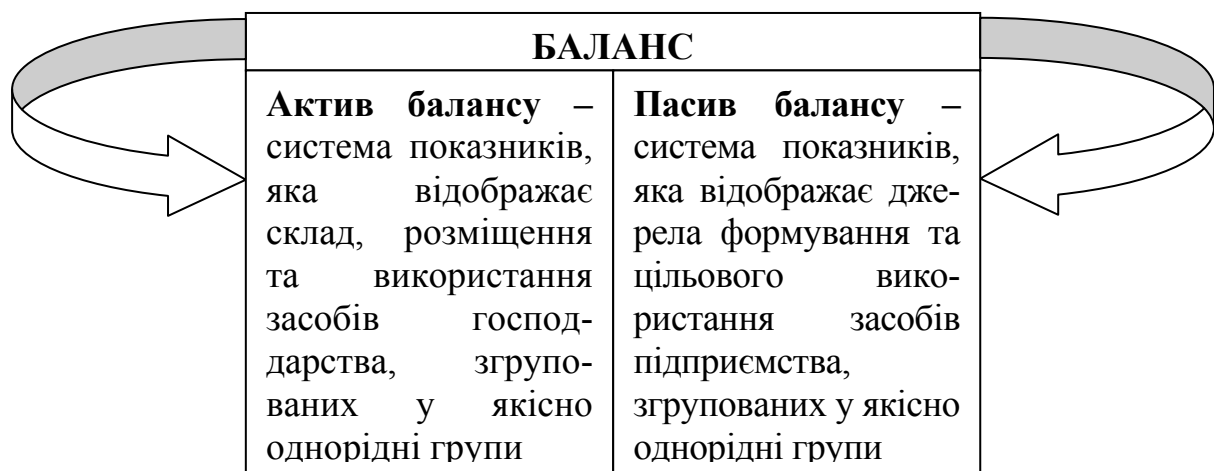 БАЛАНС
Актив балансу –
система показників,
яка відображає
склад, розміщення
та використання
засобів господ-
дарства, згрупо-
ваних у якісно
однорідні групи
Пасив балансу –
система показників,
яка відображає дже-
рела формування та
цільового вико-
ристання засобів
підприємства,
згрупованих у якісно
однорідні групи